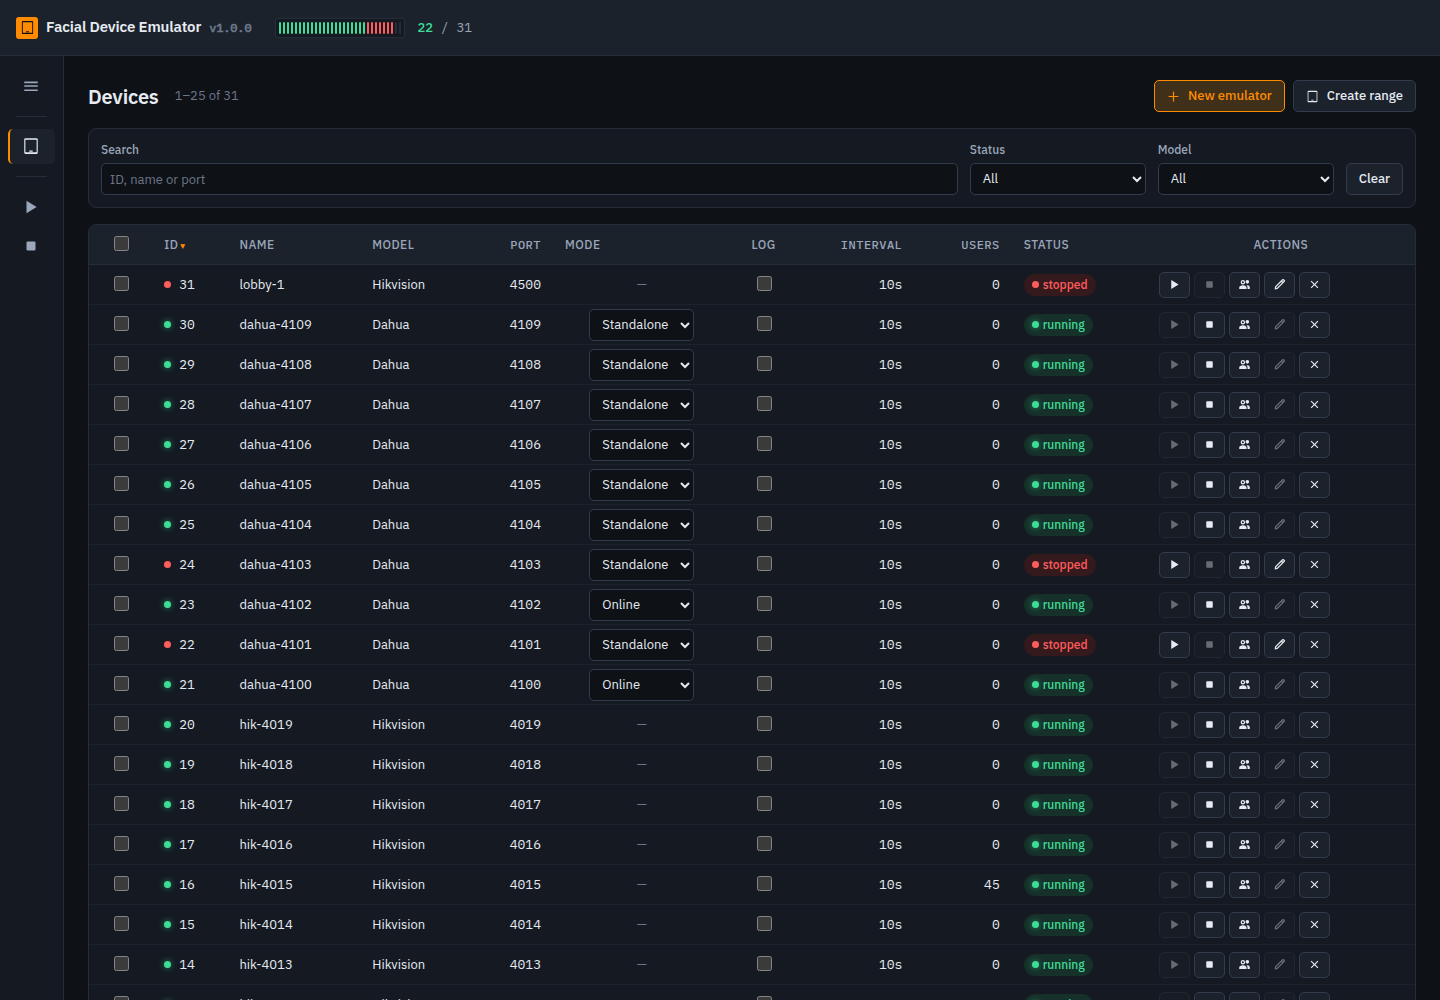 Facial Device Emulator v1.0.0 22 / 31
Devices 1–25 of 31 New emulator Create range
Search Status Model
ID, name or port All All Clear
ID▾ NAME MODEL PORT MODE LOG INTERVAL USERS STATUS ACTIONS
31 lobby-1 Hikvision 4500 — 10s 0 stopped
30 dahua-4109 Dahua 4109 Standalone 10s 0 running
29 dahua-4108 Dahua 4108 Standalone 10s 0 running
28 dahua-4107 Dahua 4107 Standalone 10s 0 running
27 dahua-4106 Dahua 4106 Standalone 10s 0 running
26 dahua-4105 Dahua 4105 Standalone 10s 0 running
25 dahua-4104 Dahua 4104 Standalone 10s 0 running
24 dahua-4103 Dahua 4103 Standalone 10s 0 stopped
23 dahua-4102 Dahua 4102 Online 10s 0 running
22 dahua-4101 Dahua 4101 Standalone 10s 0 stopped
21 dahua-4100 Dahua 4100 Online 10s 0 running
20 hik-4019 Hikvision 4019 — 10s 0 running
19 hik-4018 Hikvision 4018 — 10s 0 running
18 hik-4017 Hikvision 4017 — 10s 0 running
17 hik-4016 Hikvision 4016 — 10s 0 running
16 hik-4015 Hikvision 4015 — 10s 45 running
15 hik-4014 Hikvision 4014 — 10s 0 running
14 hik-4013 Hikvision 4013 — 10s 0 running